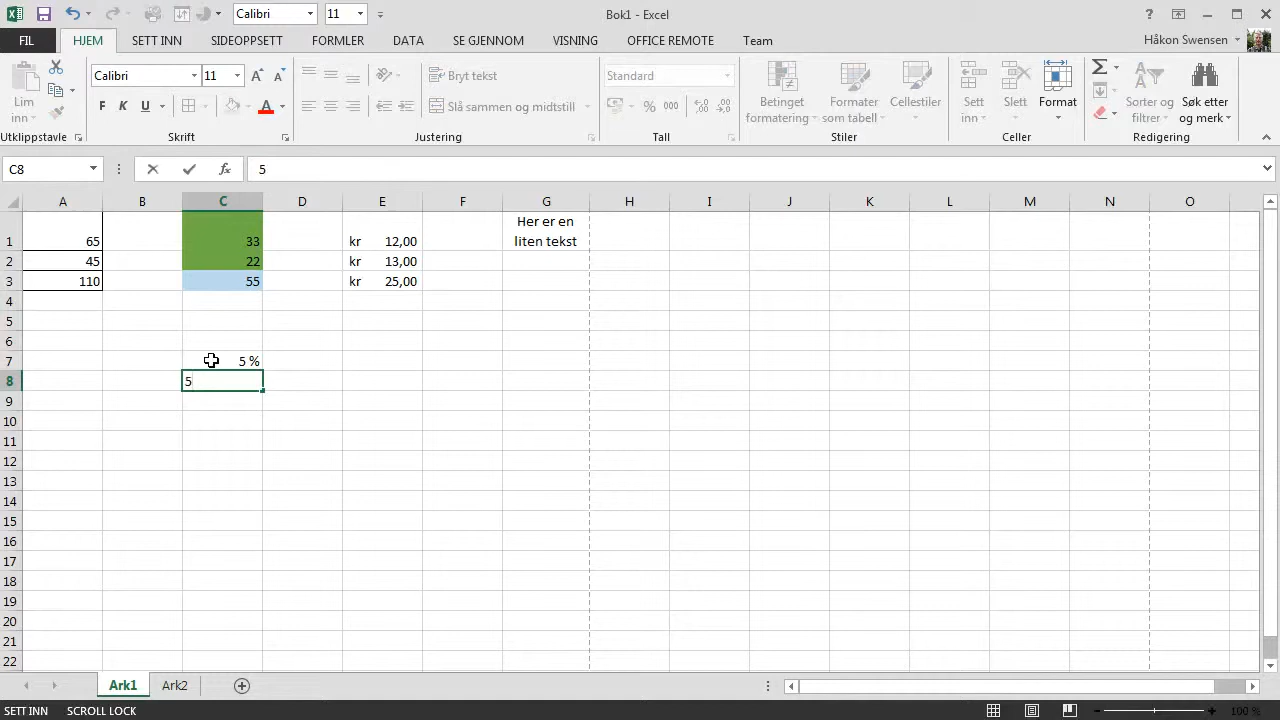 Calibri 11 Bok1 - Excel ?
FIL HJEM SETT INN SIDEOPPSETT FORMLER DATA SE GJENNOM VISNING OFFICE REMOTE Team Håkon Swensen
Lim inn Calibri 11 Bryt tekst Standard Betinget formatering Formater som tabell Cellestiler Sett inn Slett Format Sorter og filtrer Søk etter og merk
F K U A Slå sammen og midtstill % 000
Utklippstavle Skrift Justering Tall Stiler Celler Redigering
C8 fx 5
A B C D E F G H I J K L M N O
Her er en
1 65 33 kr 12,00 liten tekst
2 45 22 kr 13,00
3 110 55 kr 25,00
4
5
6
7 5 %
8 5
9
10
11
12
13
14
15
16
17
18
19
20
21
22
Ark1 Ark2
SETT INN SCROLL LOCK 100 %